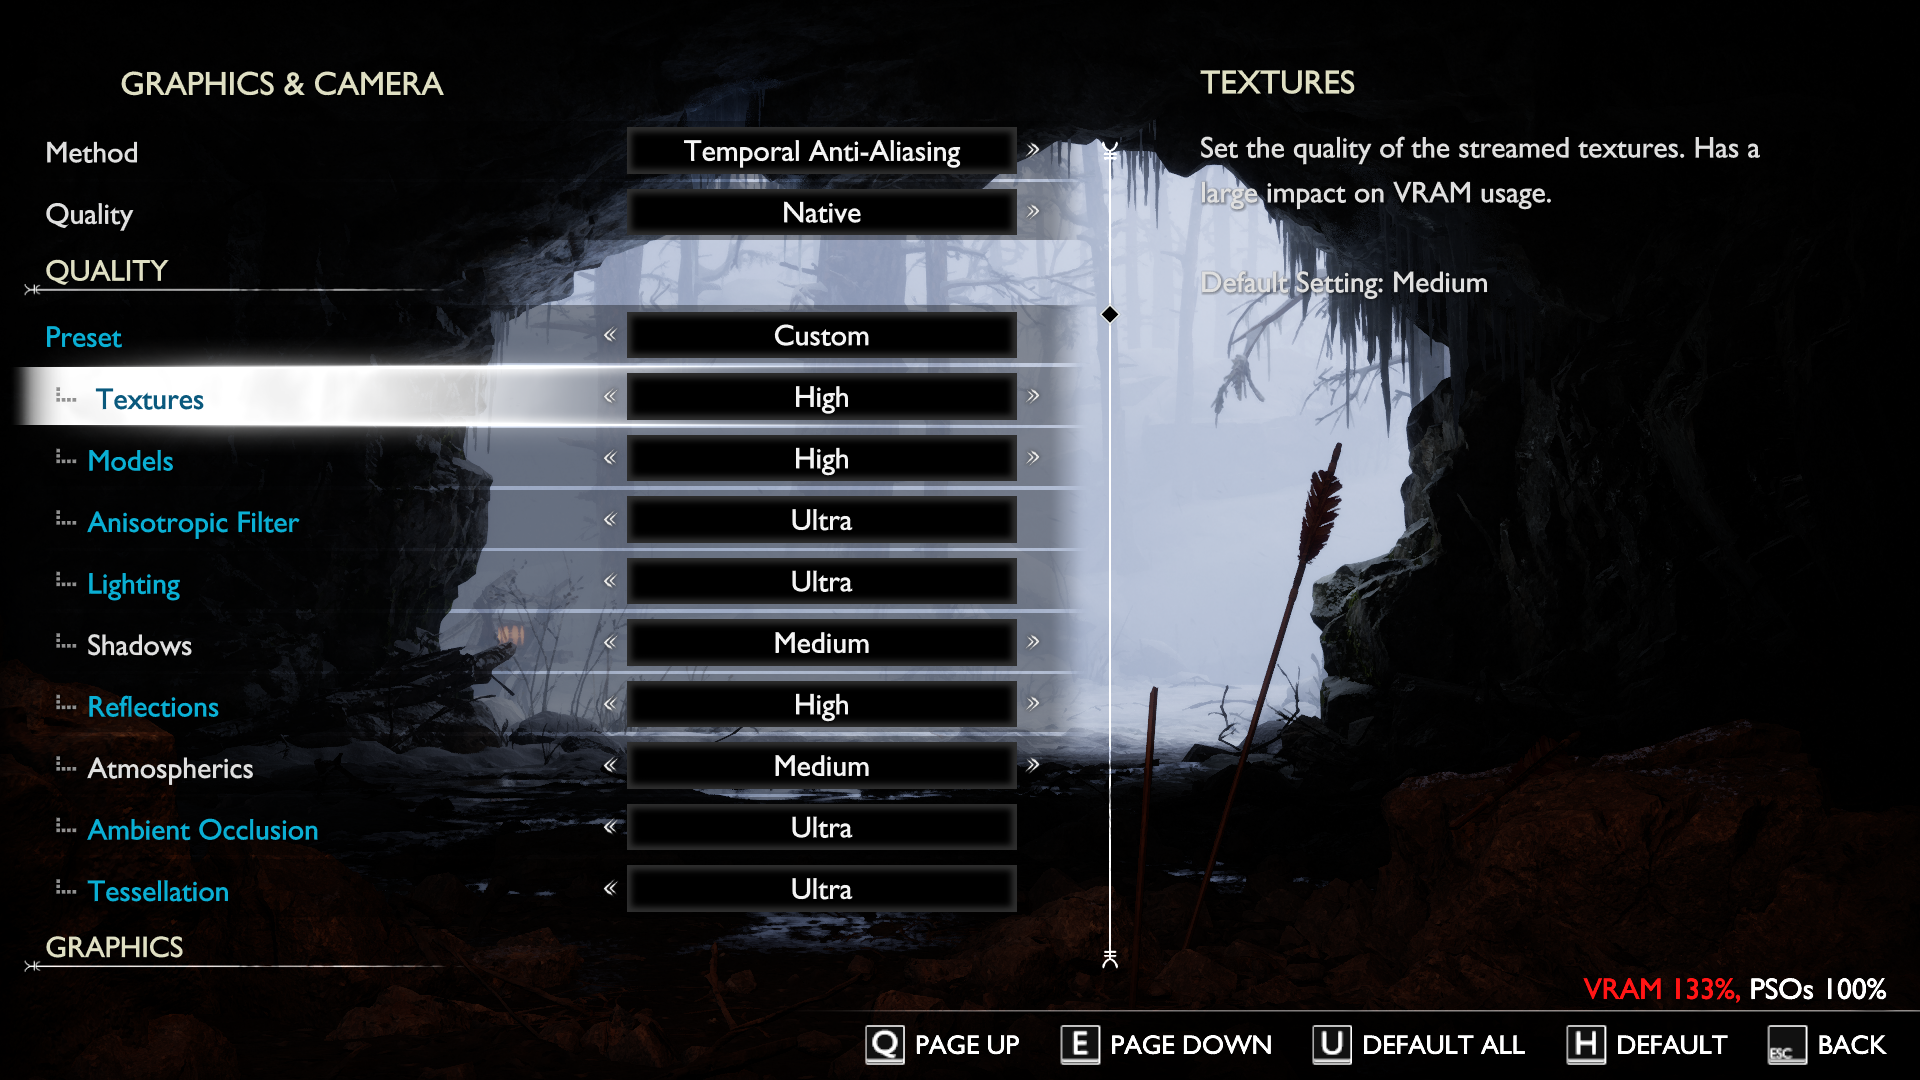 GRAPHICS & CAMERA
Method
Temporal Anti-Aliasing
Quality
Native
QUALITY
Preset
Custom
Textures
High
Models
High
Anisotropic Filter
Ultra
Lighting
Ultra
Shadows
Medium
Reflections
High
Atmospherics
Medium
Ambient Occlusion
Ultra
Tessellation
Ultra
GRAPHICS
TEXTURES
Set the quality of the streamed textures. Has a
large impact on VRAM usage.
Default Setting: Medium
VRAM 133%, PSOs 100%
Q PAGE UP
E PAGE DOWN
U DEFAULT ALL
H DEFAULT
ESC BACK